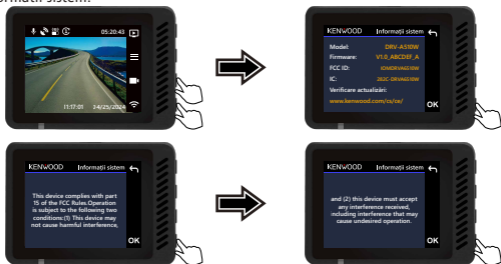 05:20:43
11:17:01 34/25/2024
KENWOOD Informații sistem
Model: DRV-A510W
Firmware: V1.0_ABCDEF_A
FCC ID:
IC:
Verificare actualizări:
www.kenwood.com/cs/ce/
OK
KENWOOD Informații sistem
This device complies with part
15 of the FCC Rules.Operation
is subject to the following two
conditions:(1) This device may
not cause harmful interference,
OK
KENWOOD Informații sistem
and (2) this device must accept
any interference received,
including interference that may
cause undesired operation.
OK